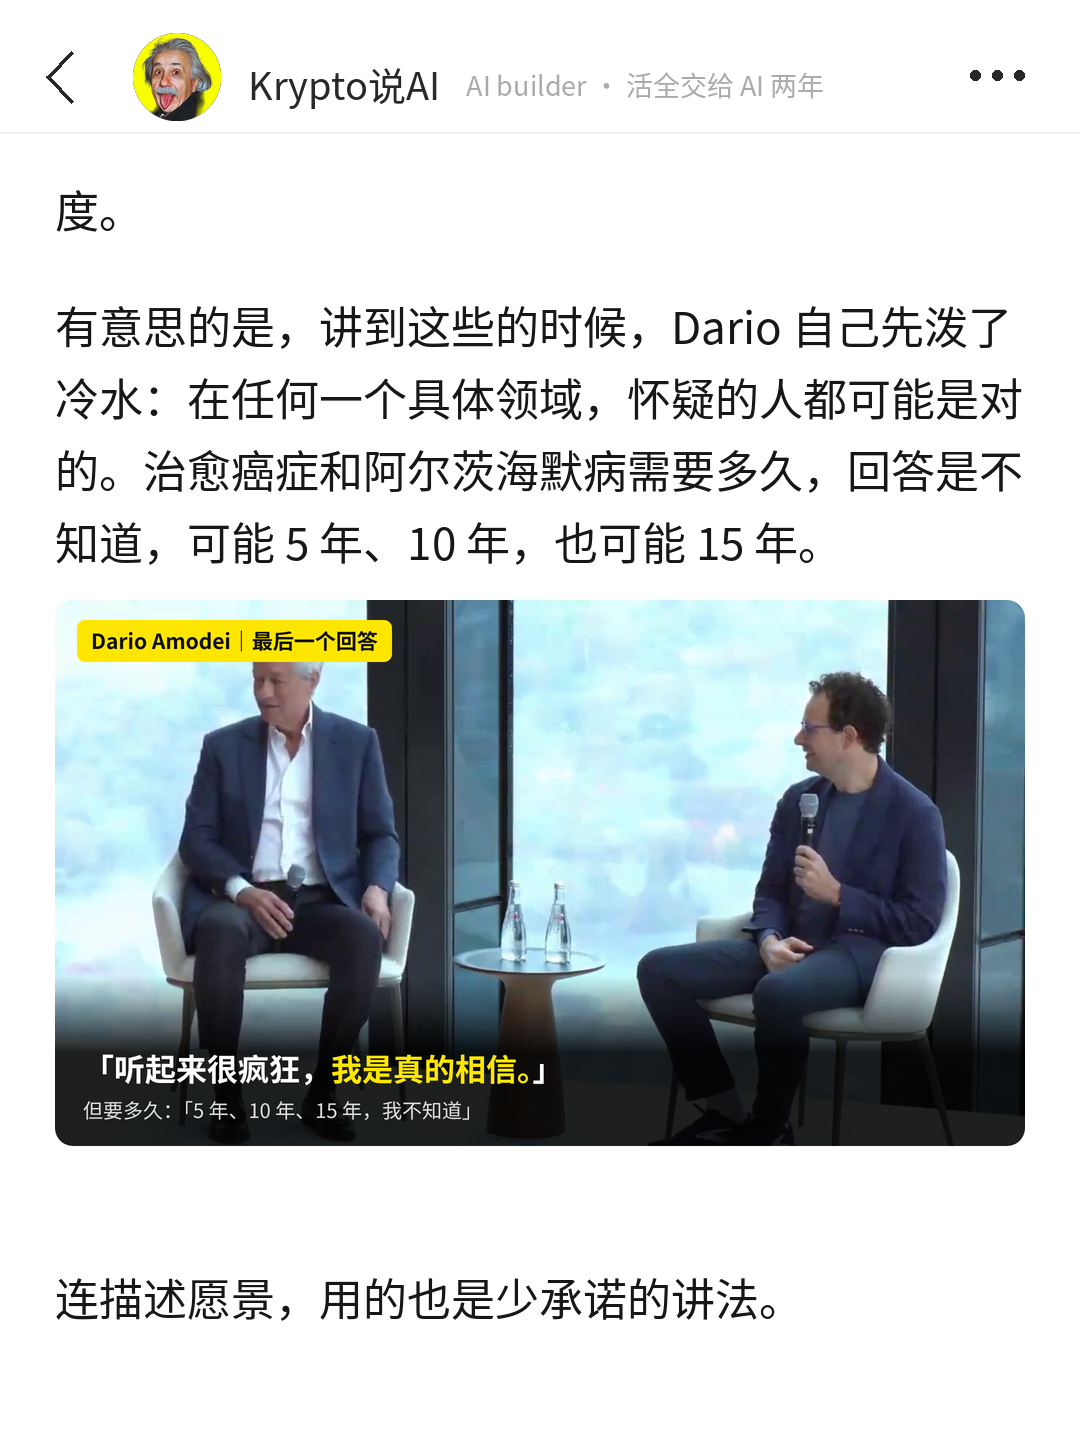 Krypto说AI AI builder · 活全交给 AI 两年
度。
有意思的是，讲到这些的时候，Dario 自己先泼了
冷水：在任何一个具体领域，怀疑的人都可能是对
的。治愈癌症和阿尔茨海默病需要多久，回答是不
知道，可能 5 年、10 年，也可能 15 年。
Dario Amodei｜最后一个回答
「听起来很疯狂，我是真的相信。」
但要多久：「5 年、10 年、15 年，我不知道」
连描述愿景，用的也是少承诺的讲法。